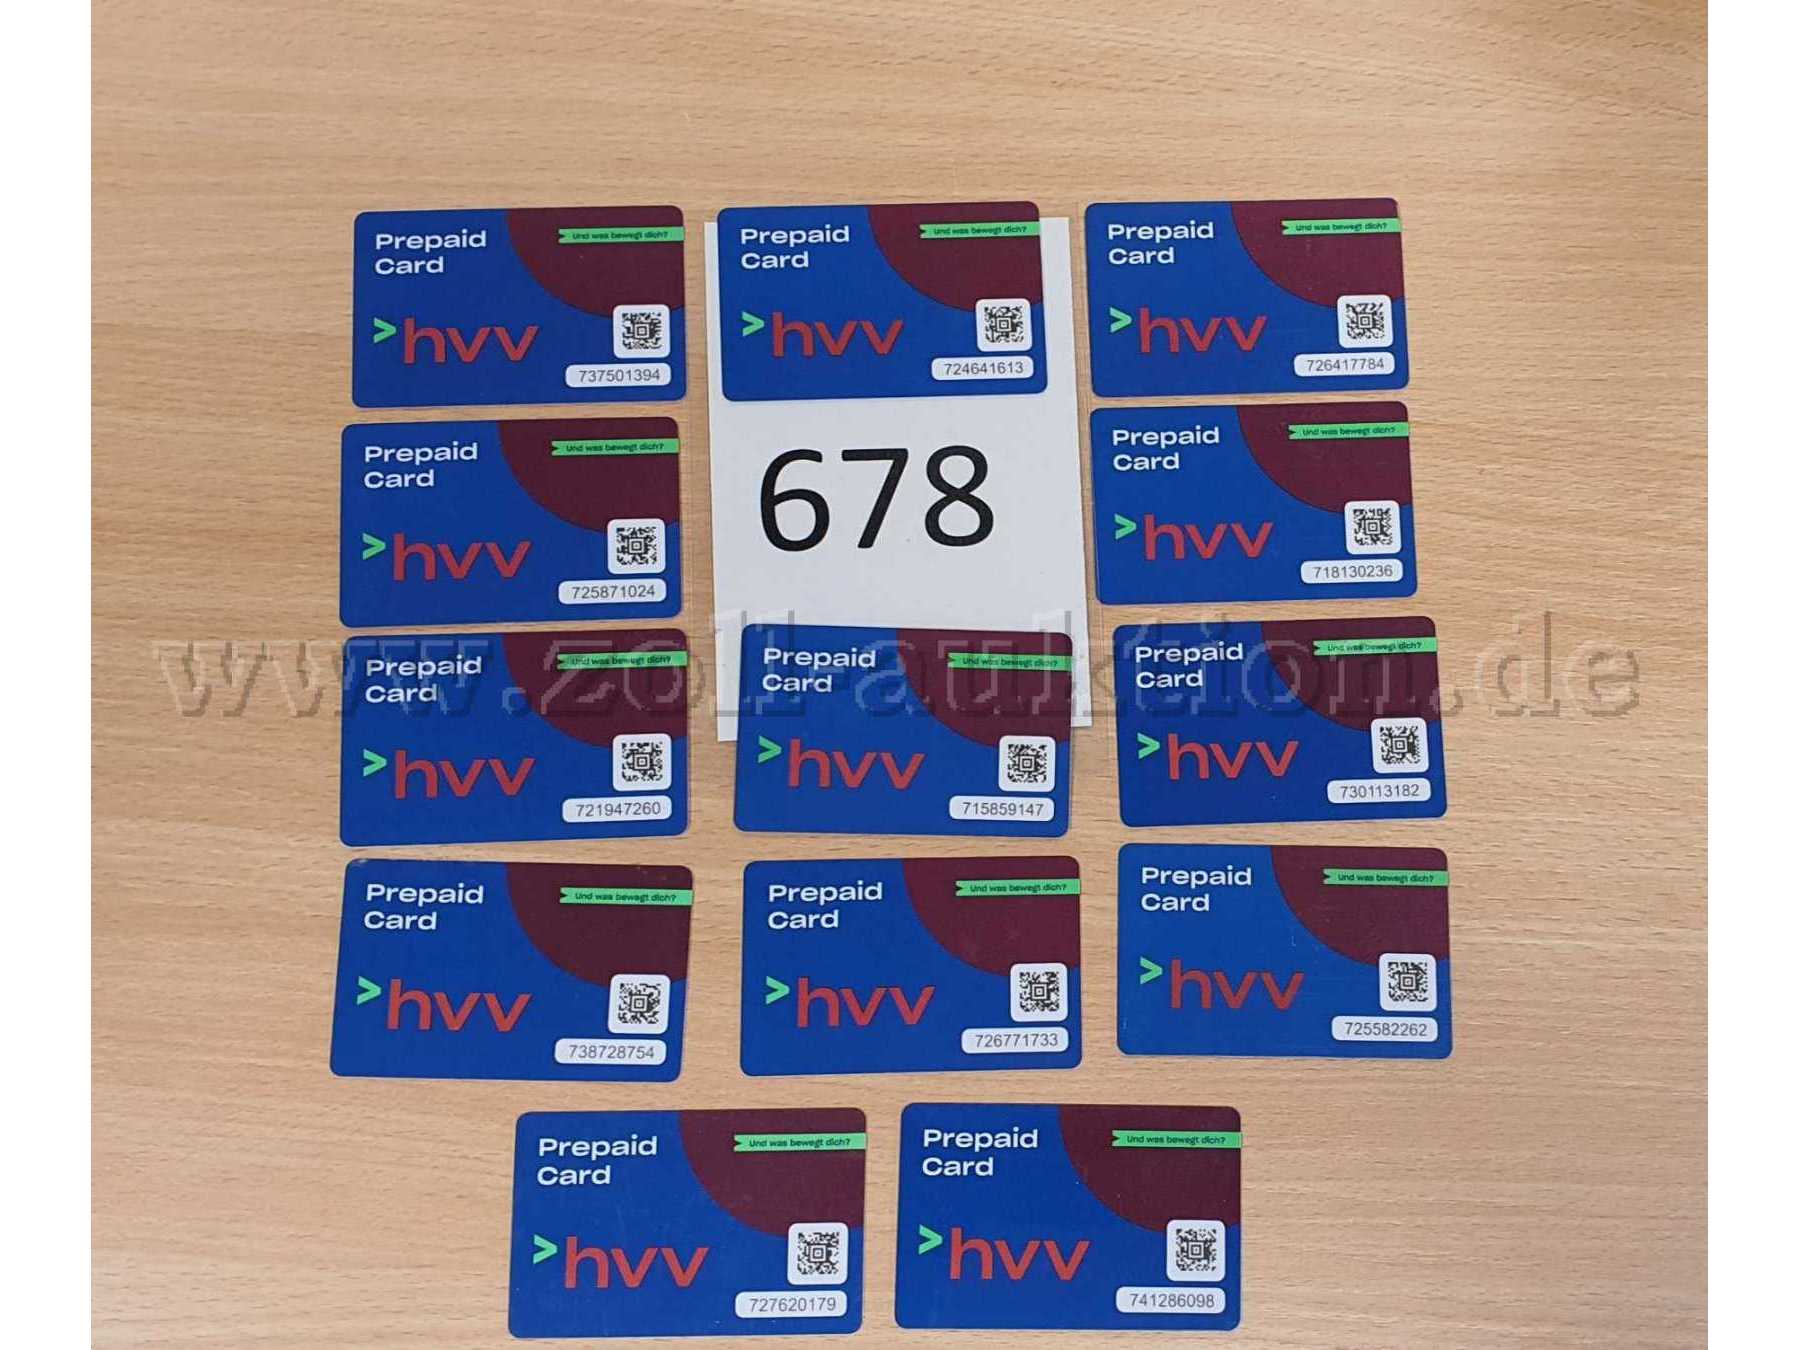 Prepaid
Card
Und was bewegt dich?
>hvv
737501394
Prepaid
Card
Und was bewegt dich?
>hvv
724641613
Prepaid
Card
Und was bewegt dich?
>hvv
726417784
Prepaid
Card
Und was bewegt dich?
>hvv
725871024
678
Prepaid
Card
Und was bewegt dich?
>hvv
718130236
www.zoll-auktion.de
Prepaid
Card
Und was bewegt dich?
>hvv
721947260
Prepaid
Card
Und was bewegt dich?
>hvv
715859147
Prepaid
Card
Und was bewegt dich?
>hvv
730113182
Prepaid
Card
Und was bewegt dich?
>hvv
738728754
Prepaid
Card
Und was bewegt dich?
>hvv
726771733
Prepaid
Card
Und was bewegt dich?
>hvv
725582262
Prepaid
Card
Und was bewegt dich?
>hvv
727620179
Prepaid
Card
Und was bewegt dich?
>hvv
741286098